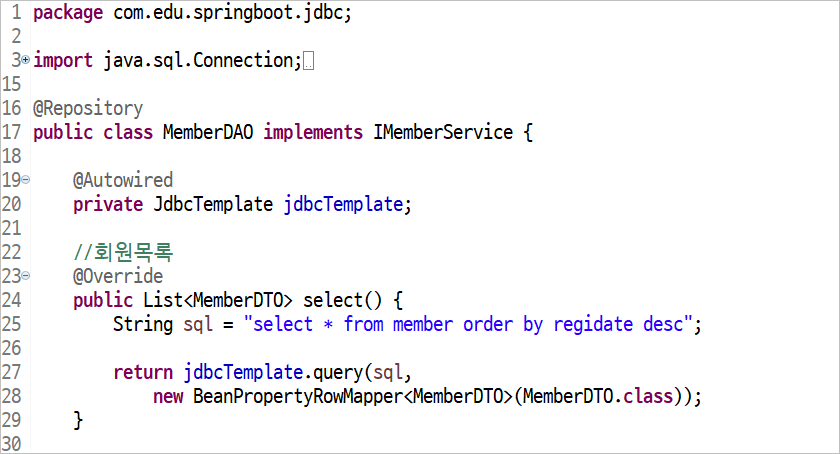 1 package com.edu.springboot.jdbc;
2
3 import java.sql.Connection;
15
16 @Repository
17 public class MemberDAO implements IMemberService {
18
19     @Autowired
20     private JdbcTemplate jdbcTemplate;
21
22     //회원목록
23     @Override
24     public List<MemberDTO> select() {
25         String sql = "select * from member order by regidate desc";
26
27         return jdbcTemplate.query(sql,
28             new BeanPropertyRowMapper<MemberDTO>(MemberDTO.class));
29     }
30